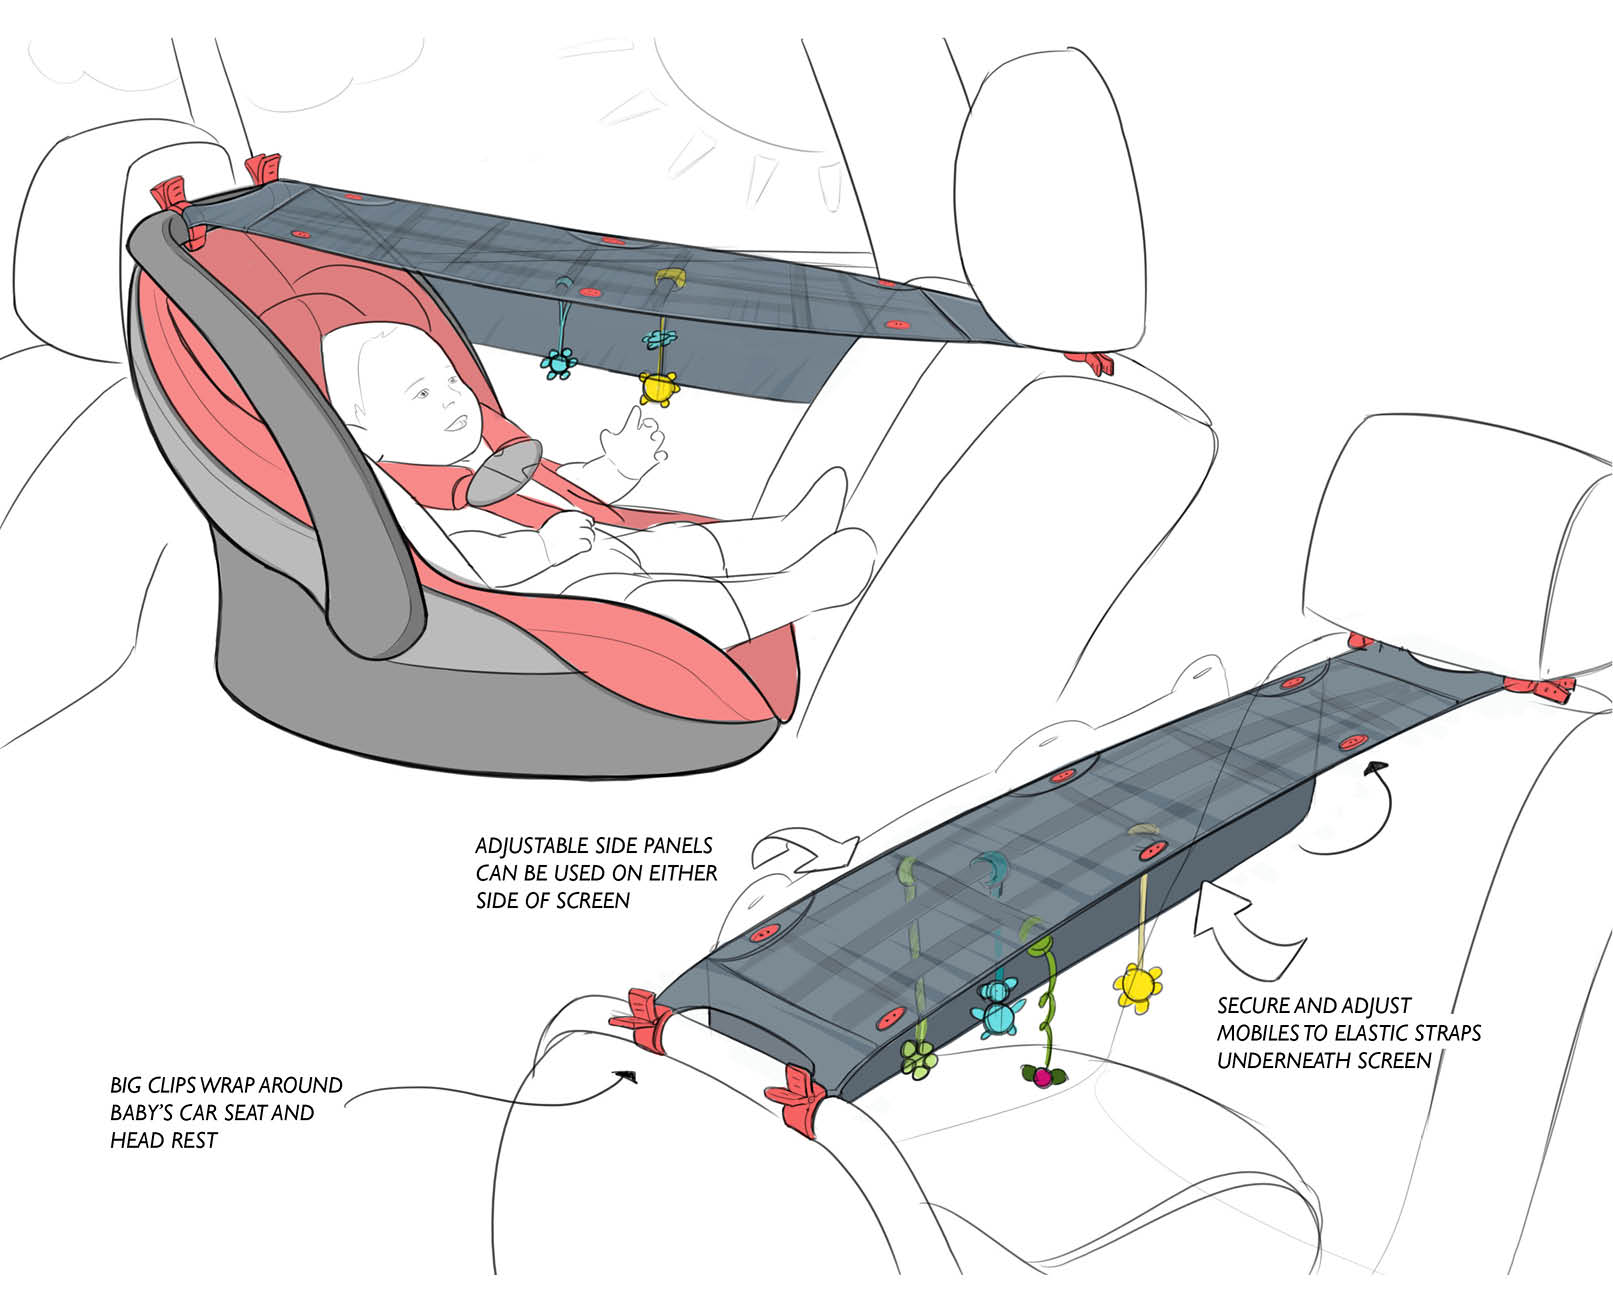 ADJUSTABLE SIDE PANELS
CAN BE USED ON EITHER
SIDE OF SCREEN
SECURE AND ADJUST
MOBILES TO ELASTIC STRAPS
UNDERNEATH SCREEN
BIG CLIPS WRAP AROUND
BABY'S CAR SEAT AND
HEAD REST